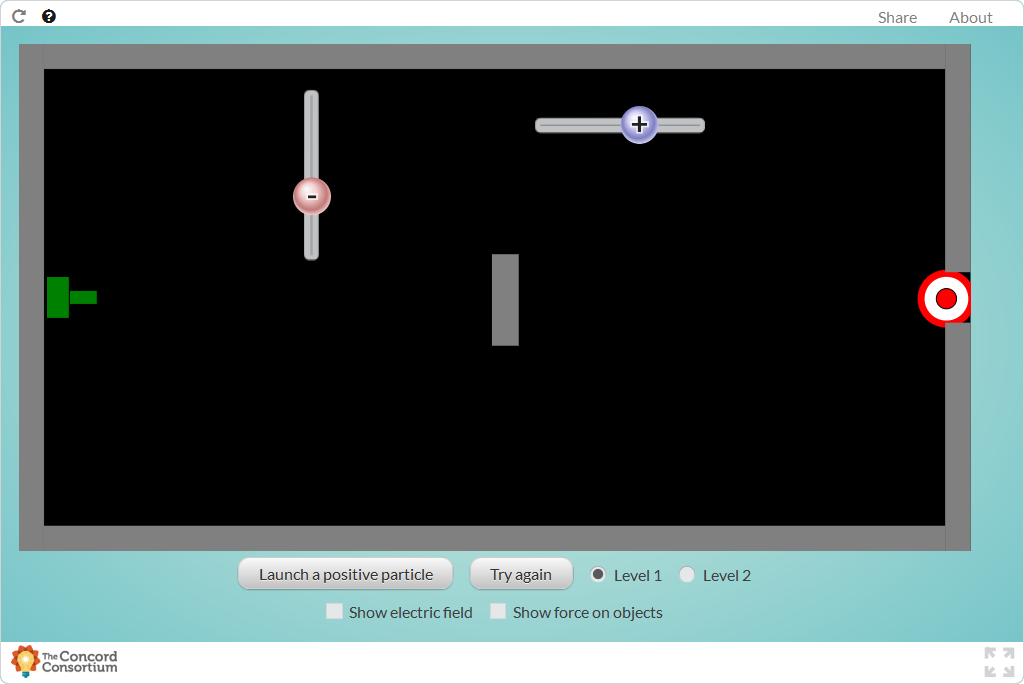 ?
Share About
+
-
Launch a positive particle Try again Level 1 Level 2
Show electric field Show force on objects
The Concord
Consortium